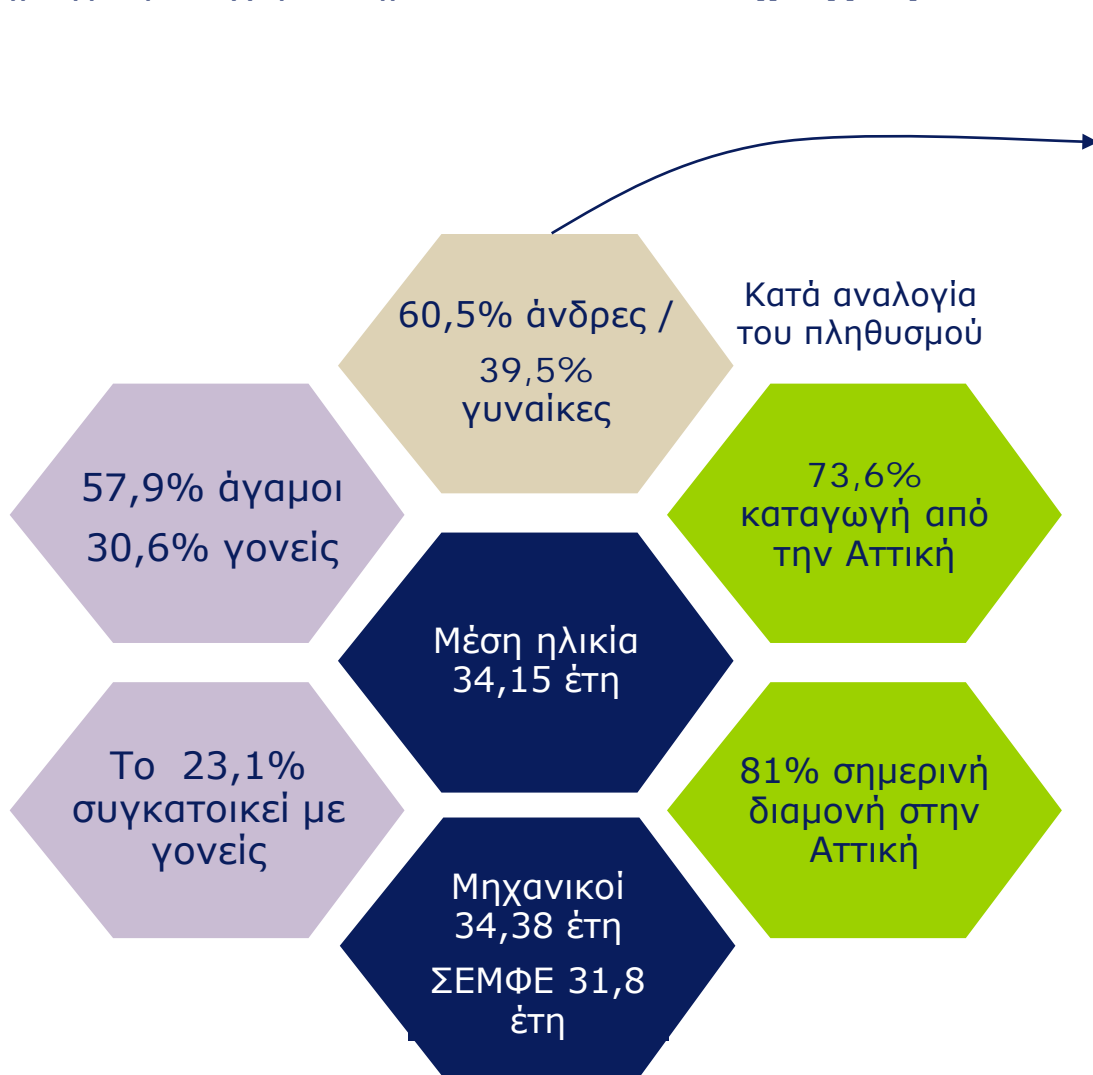 60,5% άνδρες /
39,5%
γυναίκες
Κατά αναλογία
του πληθυσμού
57,9% άγαμοι
30,6% γονείς
73,6%
καταγωγή από
την Αττική
Μέση ηλικία
34,15 έτη
Το 23,1%
συγκατοικεί με
γονείς
81% σημερινή
διαμονή στην
Αττική
Μηχανικοί
34,38 έτη
ΣΕΜΦΕ 31,8
έτη